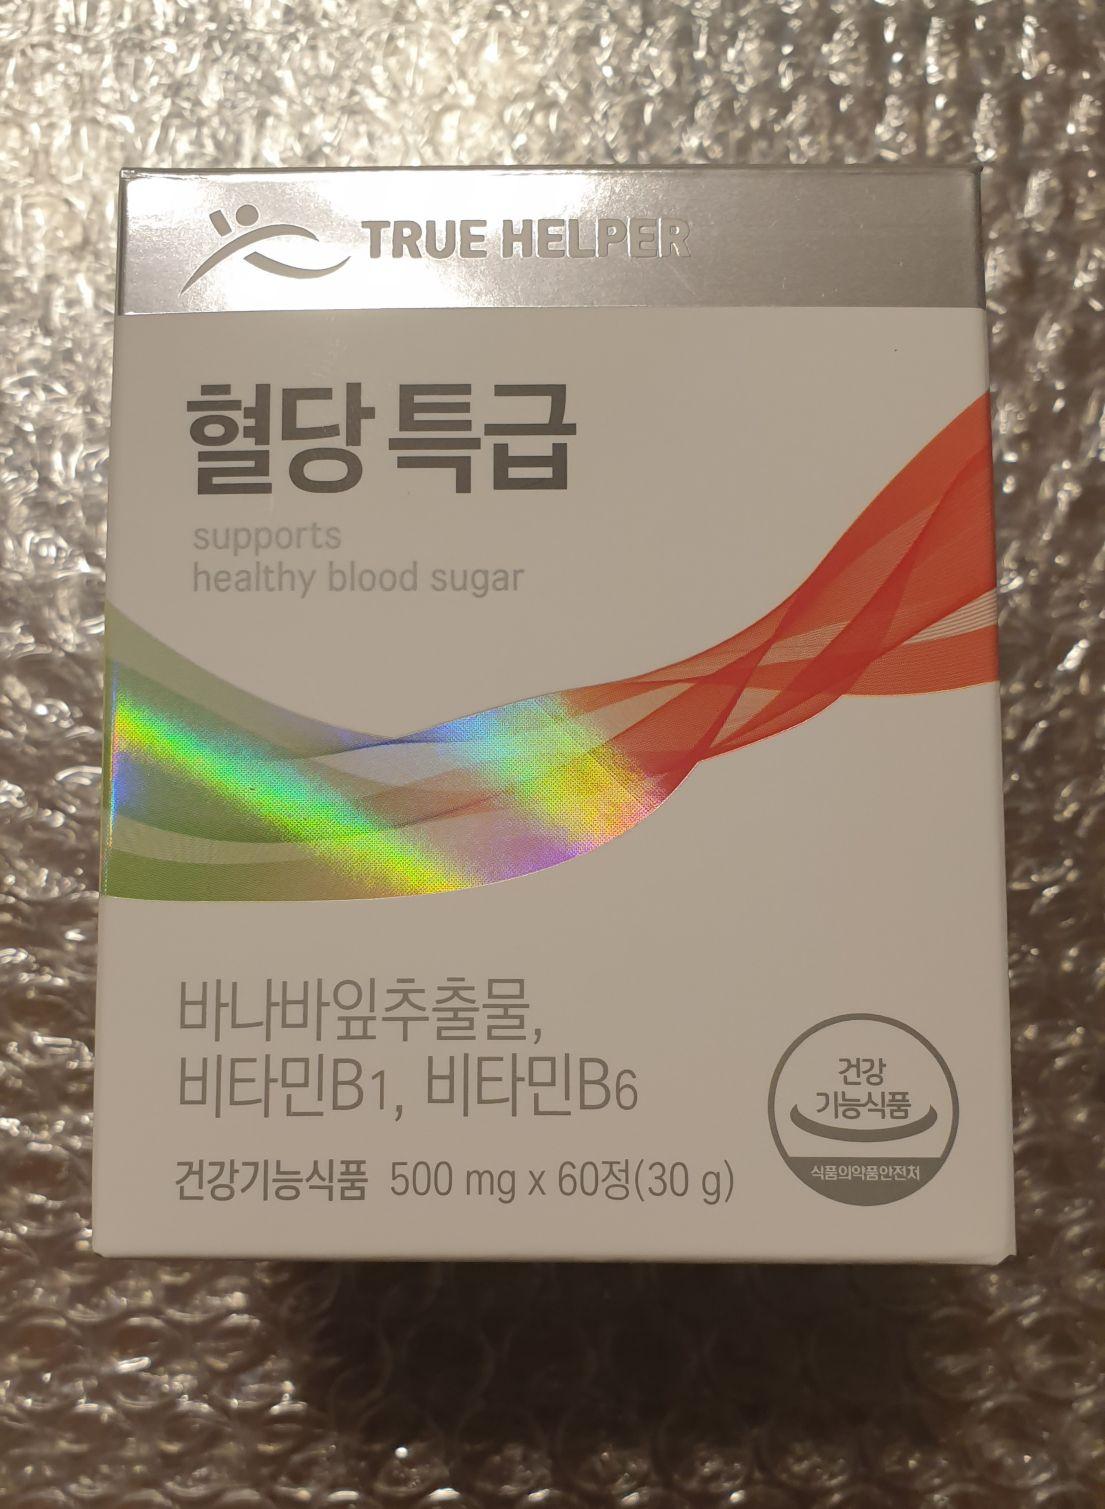 TRUE HELPER
혈당 특급
supports
healthy blood sugar
바나바잎추출물,
비타민B1, 비타민B6
건강기능식품 500 mg x 60정(30 g)
건강
기능식품
식품의약품안전처